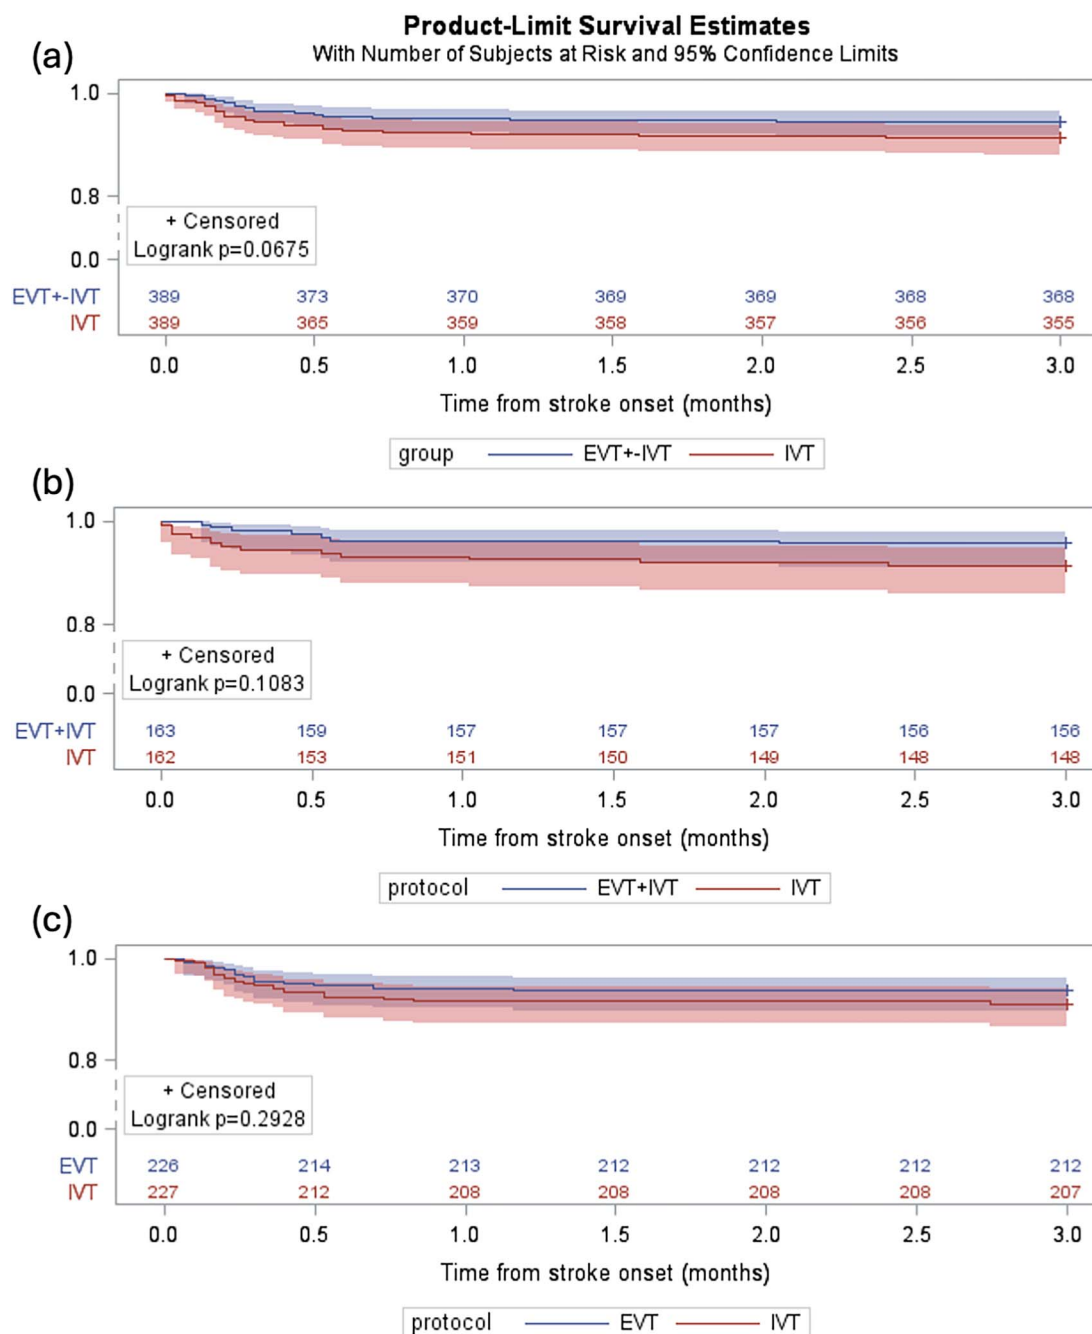 Product-Limit Survival Estimates
With Number of Subjects at Risk and 95% Confidence Limits
(a)
1.0
0.8
+ Censored
Logrank p=0.0675
0.0
EVT+-IVT 389 373 370 369 369 368 368
IVT 389 365 359 358 357 356 355
0.0 0.5 1.0 1.5 2.0 2.5 3.0
Time from stroke onset (months)
group EVT+-IVT IVT
(b)
1.0
0.8
+ Censored
Logrank p=0.1083
0.0
EVT+IVT 163 159 157 157 157 156 156
IVT 162 153 151 150 149 148 148
0.0 0.5 1.0 1.5 2.0 2.5 3.0
Time from stroke onset (months)
protocol EVT+IVT IVT
(c)
1.0
0.8
+ Censored
Logrank p=0.2928
0.0
EVT 226 214 213 212 212 212 212
IVT 227 212 208 208 208 208 207
0.0 0.5 1.0 1.5 2.0 2.5 3.0
Time from stroke onset (months)
protocol EVT IVT